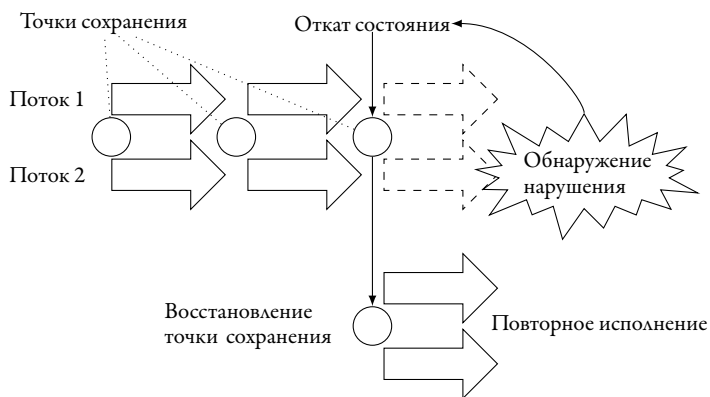 Точки сохранения
Откат состояния
Поток 1
Поток 2
Обнаружение
нарушения
Восстановление
точки сохранения
Повторное исполнение